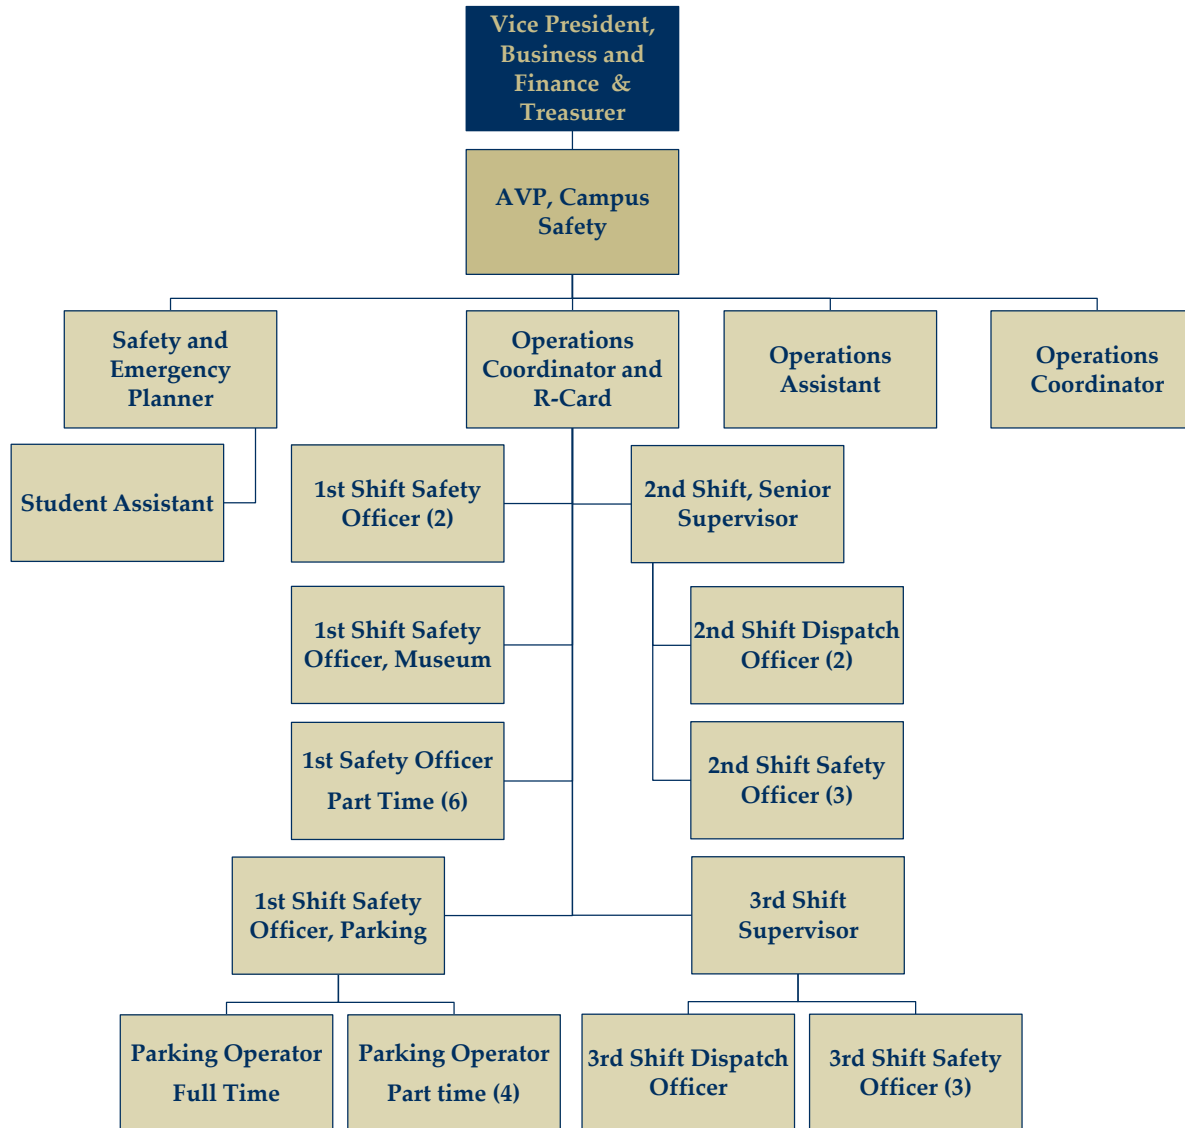 Vice President,
Business and
Finance &
Treasurer
AVP, Campus
Safety
Safety and
Emergency
Planner
Operations
Coordinator and
R-Card
Operations
Assistant
Operations
Coordinator
Student Assistant
1st Shift Safety
Officer (2)
2nd Shift, Senior
Supervisor
1st Shift Safety
Officer, Museum
2nd Shift Dispatch
Officer (2)
1st Safety Officer
Part Time (6)
2nd Shift Safety
Officer (3)
1st Shift Safety
Officer, Parking
3rd Shift
Supervisor
Parking Operator
Full Time
Parking Operator
Part time (4)
3rd Shift Dispatch
Officer
3rd Shift Safety
Officer (3)